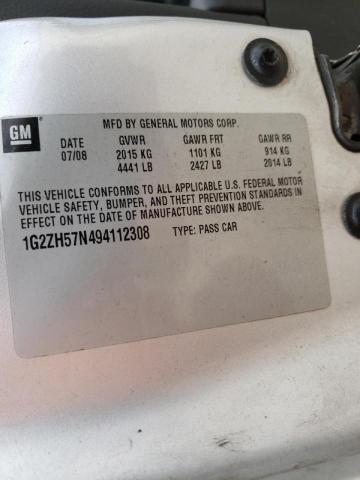 MFD BY GENERAL MOTORS CORP.
GM
DATE GVWR GAWR FRT GAWR RR
07/08 2015 KG 1101 KG 914 KG
4441 LB 2427 LB 2014 LB
THIS VEHICLE CONFORMS TO ALL APPLICABLE U.S. FEDERAL MOTOR
VEHICLE SAFETY, BUMPER, AND THEFT PREVENTION STANDARDS IN
EFFECT ON THE DATE OF MANUFACTURE SHOWN ABOVE.
1G2ZH57N494112308 TYPE: PASS CAR